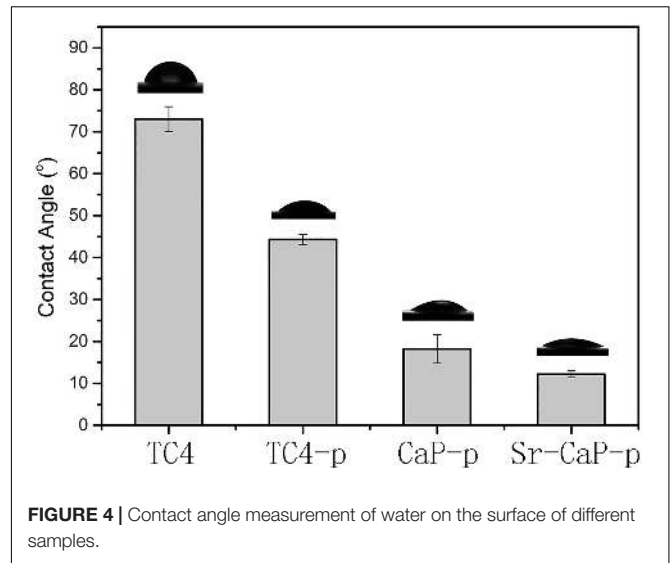 90
80
70
60
50
40
30
20
10
0
Contact Angle (°)
TC4 TC4-p CaP-p Sr-CaP-p
FIGURE 4 | Contact angle measurement of water on the surface of different
samples.